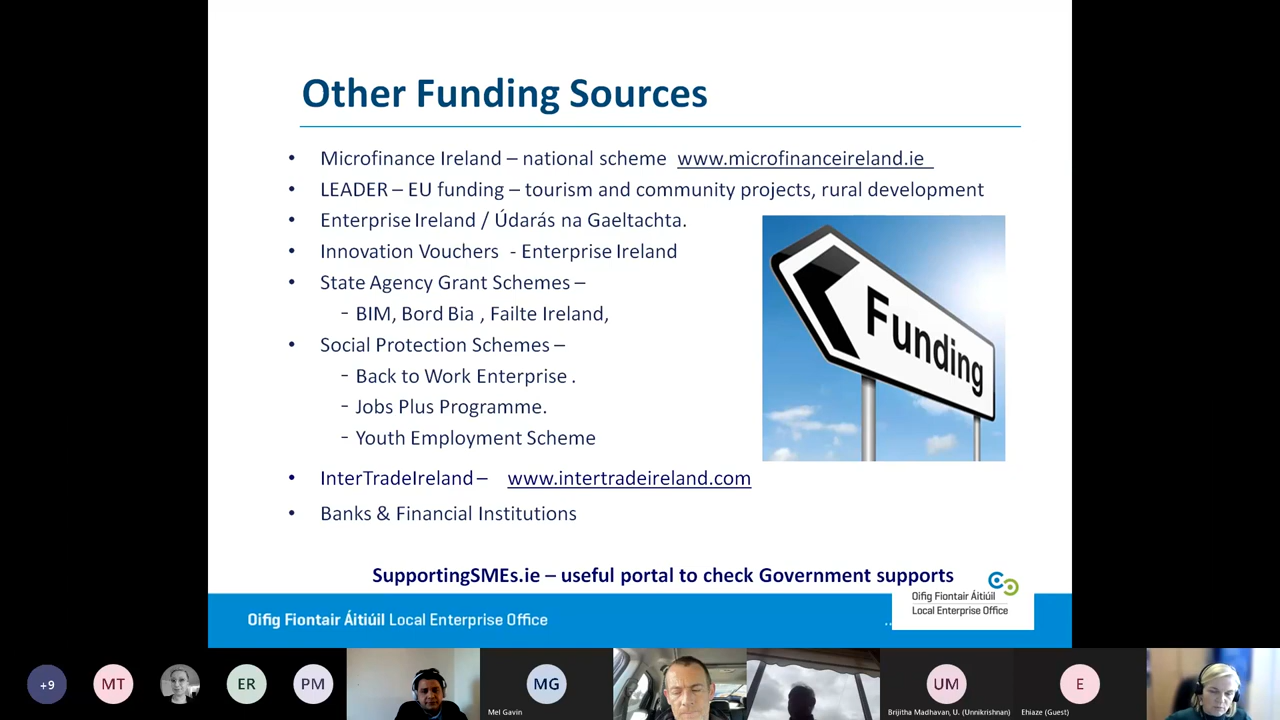 Other Funding Sources
• Microfinance Ireland – national scheme www.microfinanceireland.ie
• LEADER – EU funding – tourism and community projects, rural development
• Enterprise Ireland / Údarás na Gaeltachta.
• Innovation Vouchers - Enterprise Ireland
• State Agency Grant Schemes –
- BIM, Bord Bia , Failte Ireland,
• Social Protection Schemes –
- Back to Work Enterprise .
- Jobs Plus Programme.
- Youth Employment Scheme
Funding
• InterTradeIreland – www.intertradeireland.com
• Banks & Financial Institutions
SupportingSMEs.ie – useful portal to check Government supports
Oifig Fiontair Áitiúil Local Enterprise Office
..
Oifig Fiontair Áitiúil
Local Enterprise Office
+9
MT
ER
PM
MG
Mel Gavin
UM
Brijitha Madhavan, U. (Unnikrishnan)
E
Ehiaze (Guest)